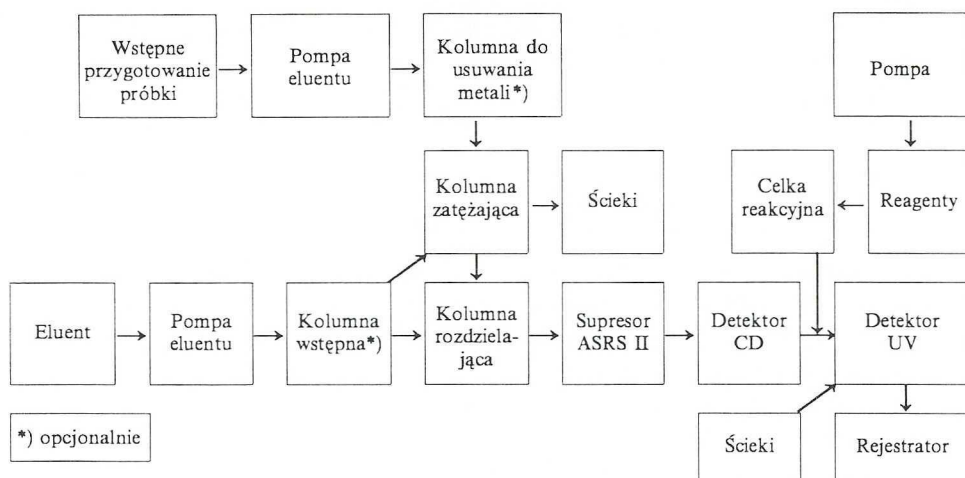 Wstępne
przygotowanie
próbki
Pompa
eluentu
Kolumna do
usuwania
metali*)
Pompa
Kolumna
zatężająca
Ścieki
Celka
reakcyjna
Reagenty
Eluent
Pompa
eluentu
Kolumna
wstępna*)
Kolumna
rozdziela-
jąca
Supresor
ASRS II
Detektor
CD
Detektor
UV
*) opcjonalnie
Ścieki
Rejestrator